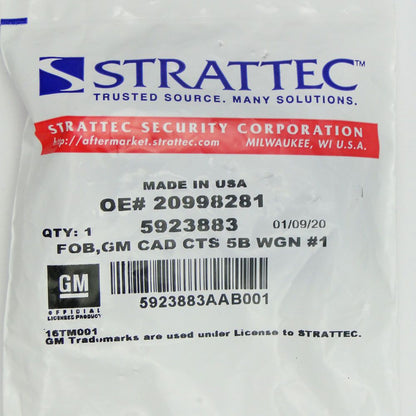 STRATTEC™
TRUSTED SOURCE. MANY SOLUTIONS.
STRATTEC SECURITY CORPORATION
http://aftermarket.strattec.com MILWAUKEE, WI U.S.A.
MADE IN USA
OE# 20998281
QTY: 1 5923883 01/09/20
FOB,GM CAD CTS 5B WGN #1
GM
OFFICIAL
LICENSED PRODUCT
5923883AAB001
16TM001
GM Trademarks are used under License to STRATTEC.